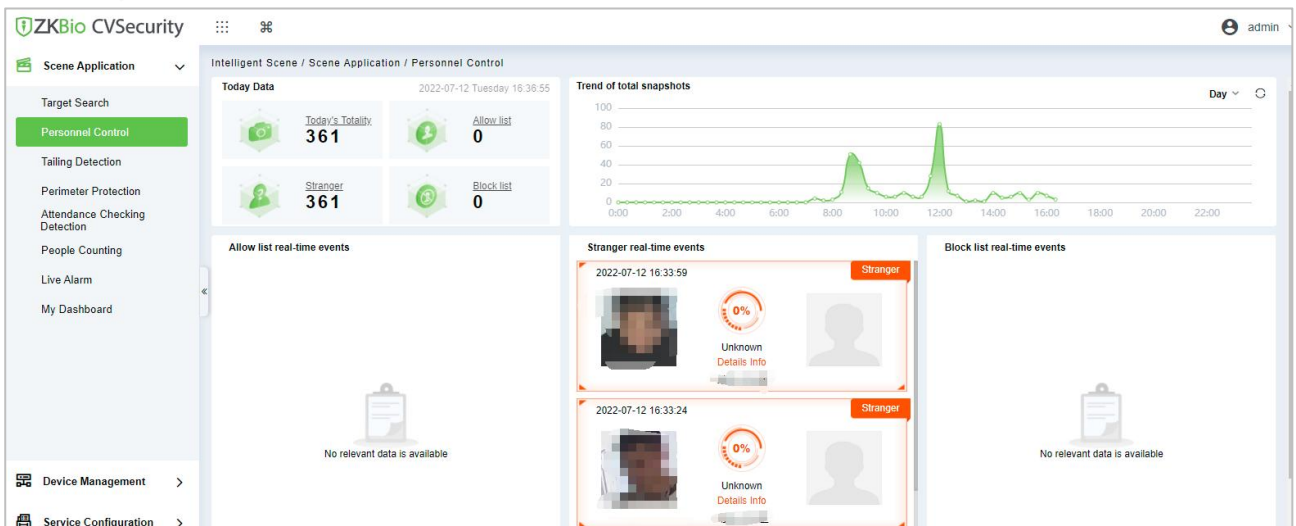 ZKBio CVSecurity
admin
Scene Application
Target Search
Personnel Control
Tailing Detection
Perimeter Protection
Attendance Checking
Detection
People Counting
Live Alarm
My Dashboard
Device Management
Service Configuration
Intelligent Scene / Scene Application / Personnel Control
Today Data
2022-07-12 Tuesday 16:36:55
Today's Totality
361
Allow list
0
Stranger
361
Block list
0
Trend of total snapshots
Day
100
80
60
40
20
0
0:00 2:00 4:00 6:00 8:00 10:00 12:00 14:00 16:00 18:00 20:00 22:00
Allow list real-time events
No relevant data is available
Stranger real-time events
2022-07-12 16:33:59
Stranger
0%
Unknown
Details Info
2022-07-12 16:33:24
Stranger
0%
Unknown
Details Info
Block list real-time events
No relevant data is available